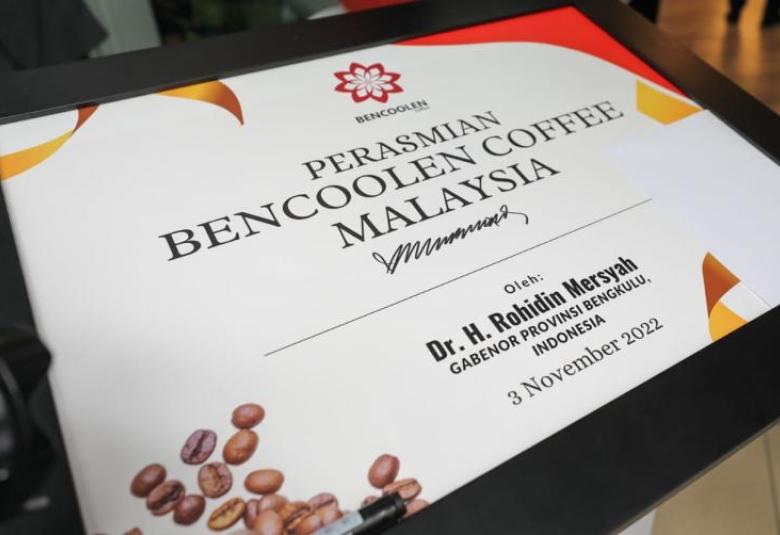 BENCOOLEN
PERASMIAN
BENCOOLEN COFFEE
MALAYSIA
Oleh:
Dr. H. Rohidin Mersyah
GABENOR PROVINSI BENGKULU,
INDONESIA
3 November 2022